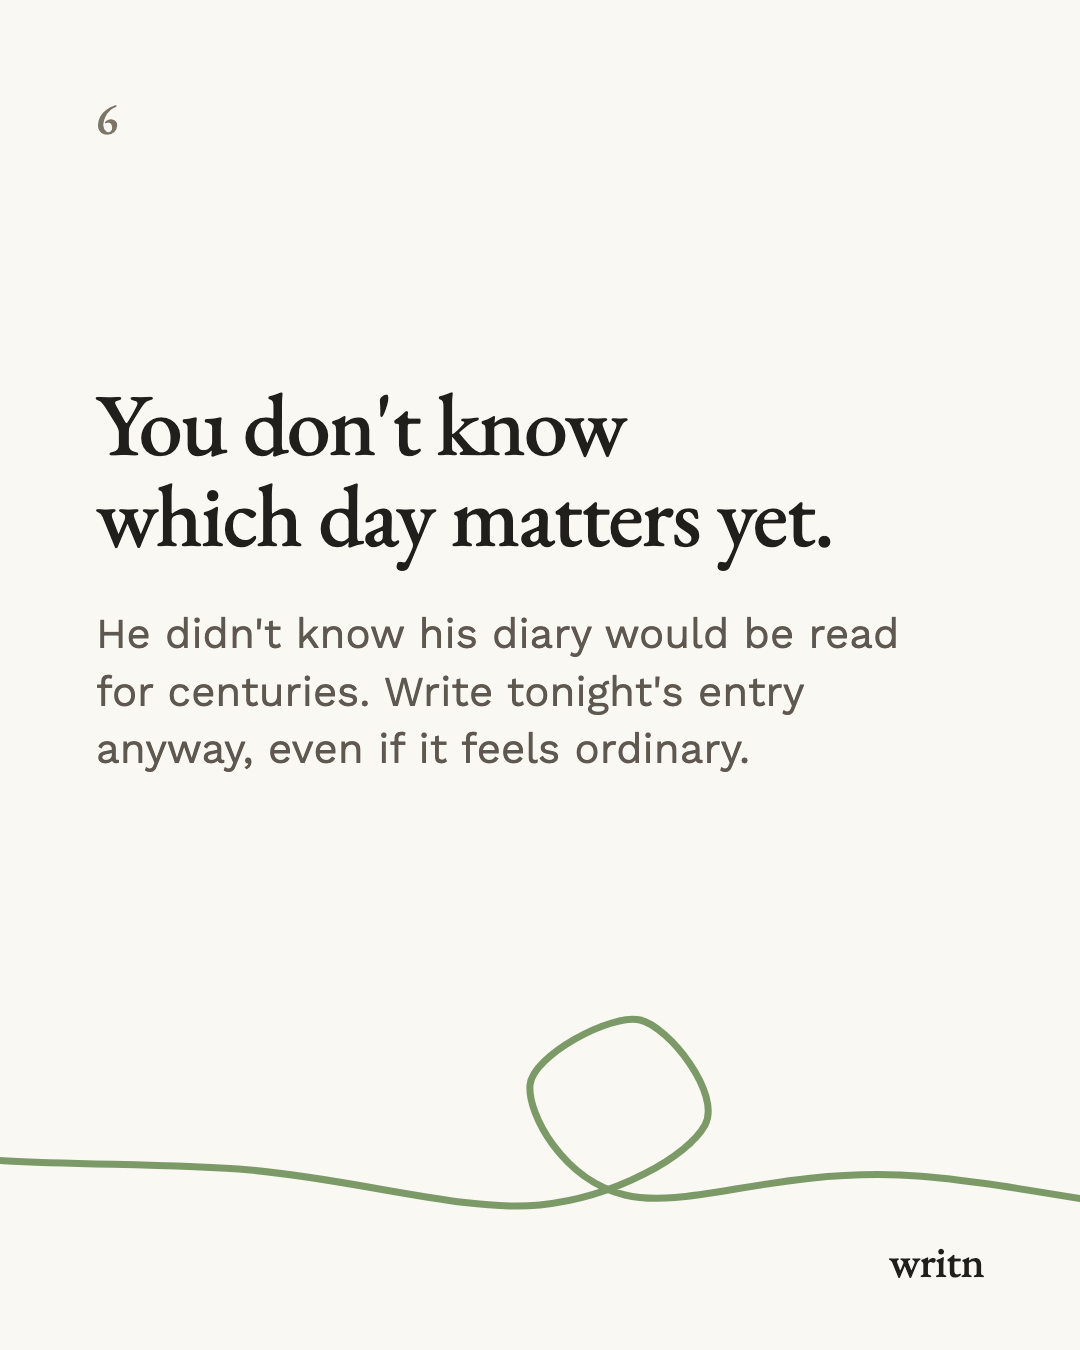 6
You don't know
which day matters yet.
He didn't know his diary would be read
for centuries. Write tonight's entry
anyway, even if it feels ordinary.
writn